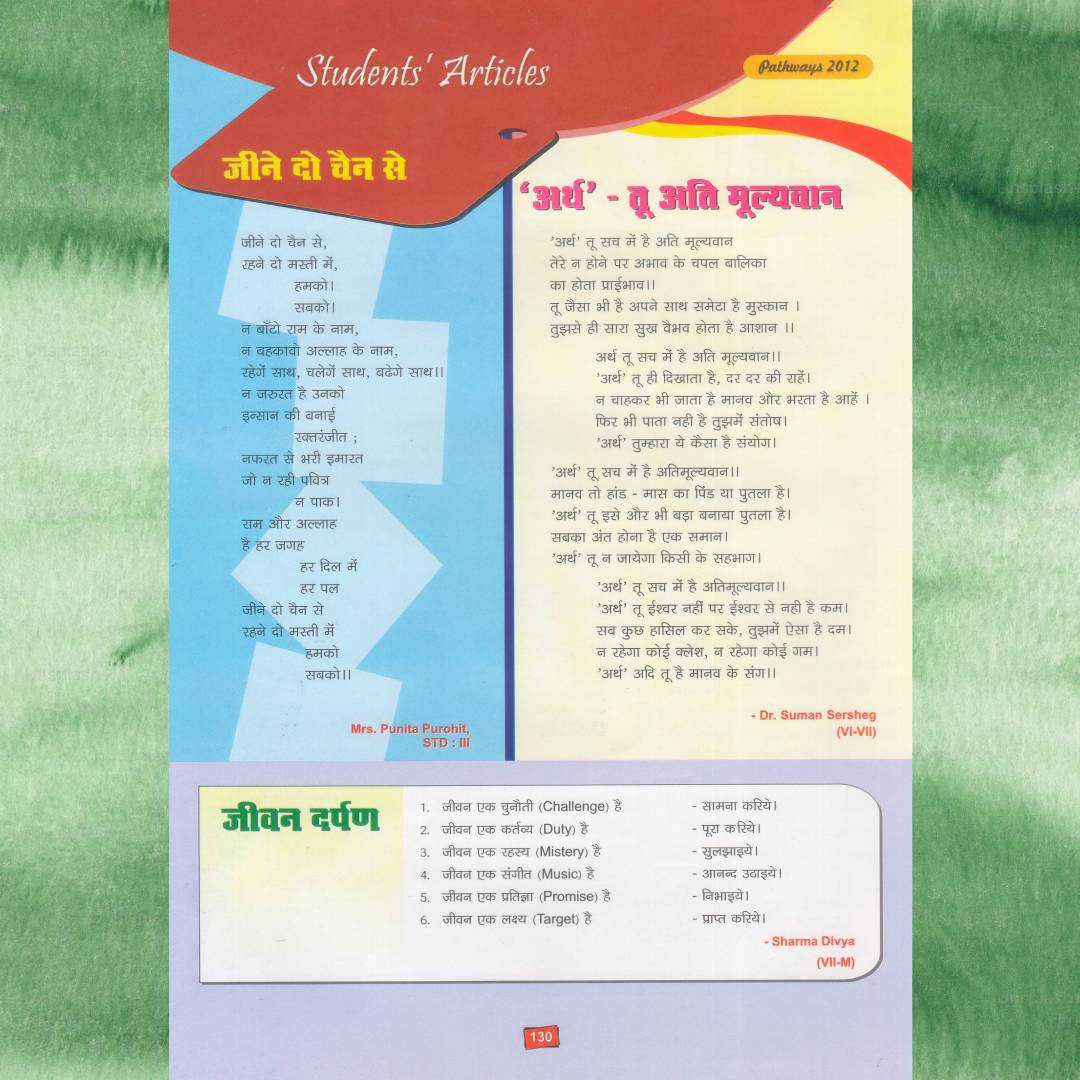 Students' Articles
Pathways 2012
जीने दो चैन से
जीने दो चैन से,
रहने दो मस्ती में,
हमको।
सबको।
न बाँटो राम के नाम,
न बहकावो अल्लाह के नाम,
रहेगें साथ, चलेगें साथ, बढेगे साथ।।
न जरुरत है उनको
इन्सान की बनाई
रक्तरंजीत ;
नफरत से भरी इमारत
जो न रही पवित्र
न पाक।
राम और अल्लाह
है हर जगह
हर दिल में
हर पल
जीने दो चैन से
रहने दो मस्ती में
हमको
सबको।।
Mrs. Punita Purohit,
STD : III
‘अर्थ’ - तू अति मूल्यवान
'अर्थ' तू सच में है अति मूल्यवान
तेरे न होने पर अभाव के चपल बालिका
का होता प्राईभाव।।
तू जैसा भी है अपने साथ समेटा है मुस्कान ।
तुझसे ही सारा सुख वैभव होता है आशान ।।
अर्थ तू सच में है अति मूल्यवान।।
'अर्थ' तू ही दिखाता है, दर दर की राहें।
न चाहकर भी जाता है मानव और भरता है आहें ।
फिर भी पाता नही है तुझमें संतोष।
'अर्थ' तुम्हारा ये कैसा है संयोग।
'अर्थ' तू सच में है अतिमूल्यवान।।
मानव तो हांड - मास का पिंड या पुतला है।
'अर्थ' तू इसे और भी बड़ा बनाया पुतला है।
सबका अंत होना है एक समान।
'अर्थ' तू न जायेगा किसी के सहभाग।
'अर्थ' तू सच में है अतिमूल्यवान।।
'अर्थ' तू ईश्वर नहीं पर ईश्वर से नही है कम।
सब कुछ हासिल कर सके, तुझमें ऐसा है दम।
न रहेगा कोई क्लेश, न रहेगा कोई गम।
'अर्थ' अदि तू है मानव के संग।।
- Dr. Suman Sersheg
(VI-VII)
जीवन दर्पण
1. जीवन एक चुनौती (Challenge) है - सामना करिये।
2. जीवन एक कर्तव्य (Duty) है - पूरा करिये।
3. जीवन एक रहस्य (Mistery) है - सुलझाइये।
4. जीवन एक संगीत (Music) है - आनन्द उठाइये।
5. जीवन एक प्रतिज्ञा (Promise) है - निभाइये।
6. जीवन एक लक्ष्य (Target) है - प्राप्त करिये।
- Sharma Divya
(VII-M)
130